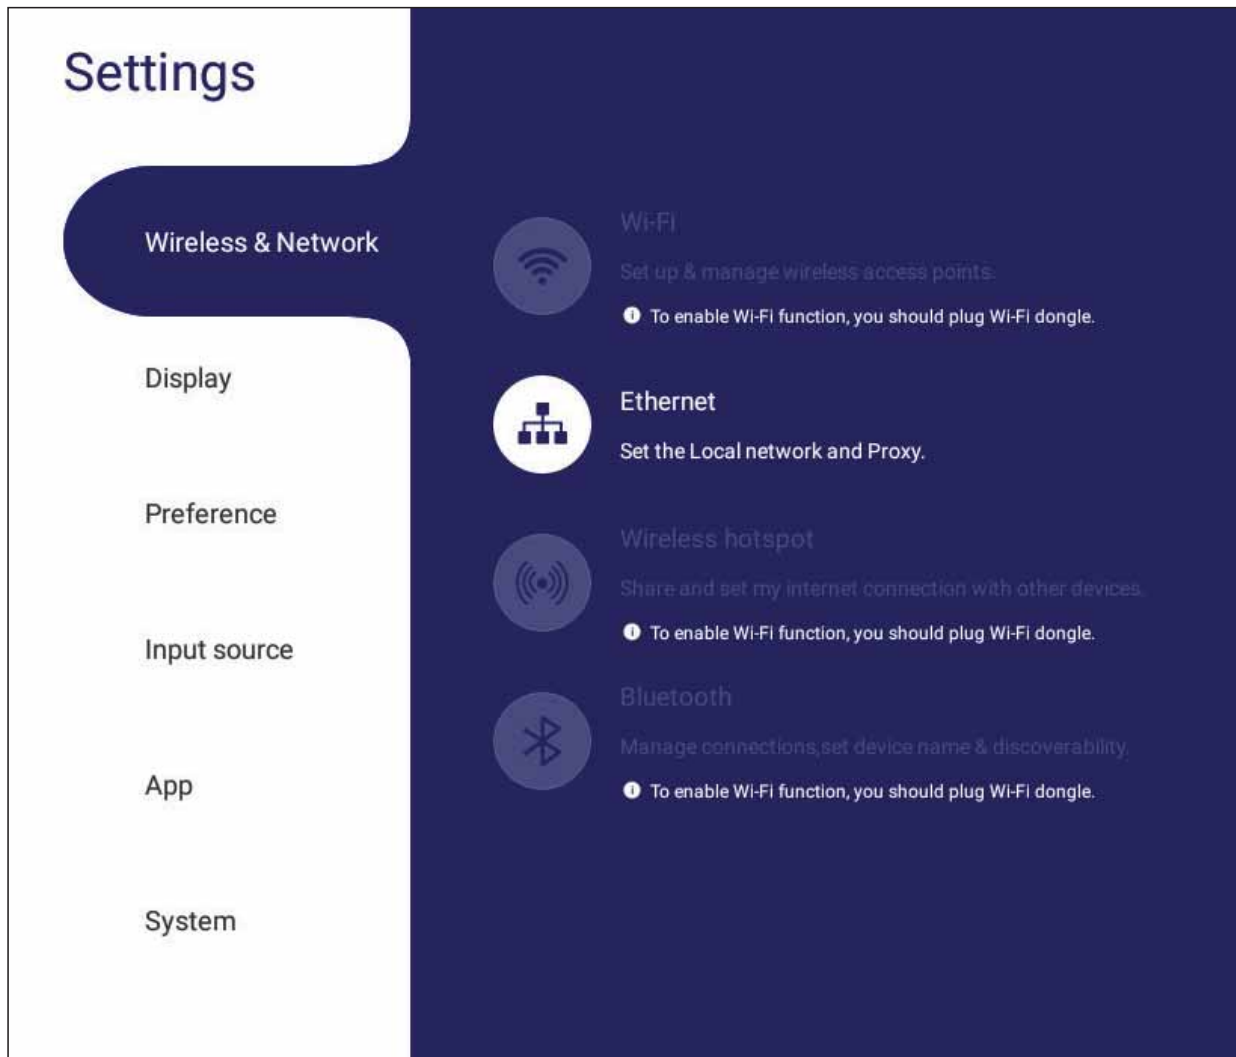 Settings
Wireless & Network
Display
Preference
Input source
App
System
Wi-Fi
Set up & manage wireless access points.
To enable Wi-Fi function, you should plug Wi-Fi dongle.
Ethernet
Set the Local network and Proxy.
Wireless hotspot
Share and set my internet connection with other devices.
To enable Wi-Fi function, you should plug Wi-Fi dongle.
Bluetooth
Manage connections,set device name & discoverability.
To enable Wi-Fi function, you should plug Wi-Fi dongle.